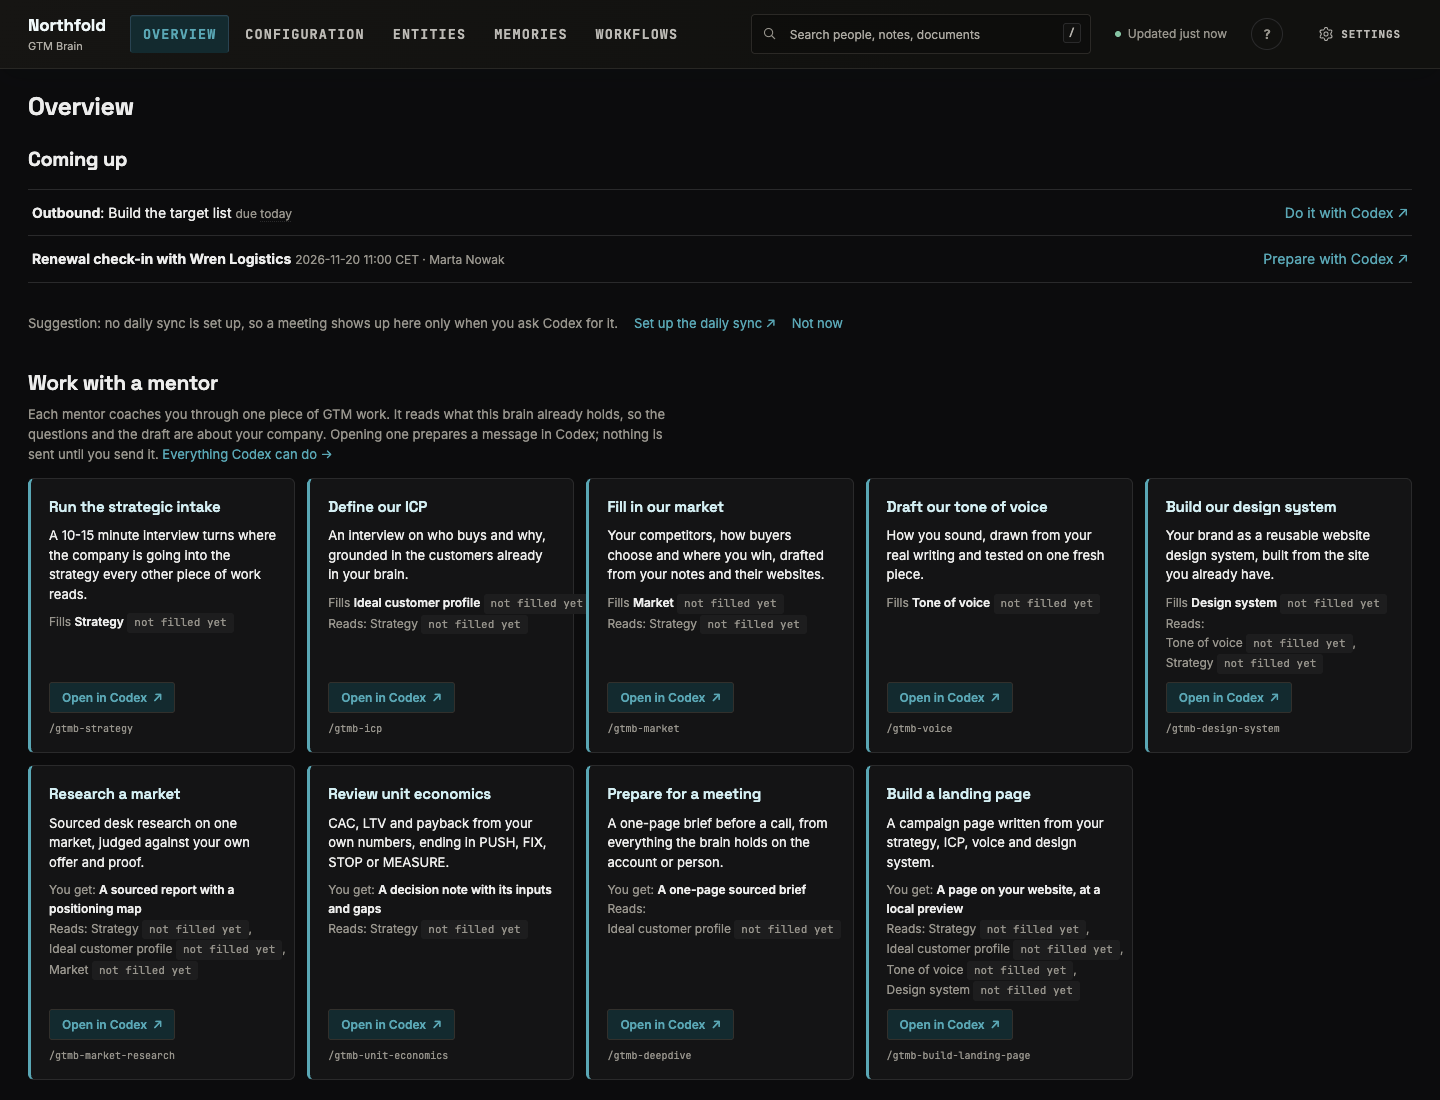 Northfold
GTM Brain
OVERVIEW
CONFIGURATION
ENTITIES
MEMORIES
WORKFLOWS
Search people, notes, documents
/
Updated just now
?
SETTINGS
Overview
Coming up
Outbound: Build the target list due today
Do it with Codex ↗
Renewal check-in with Wren Logistics 2026-11-20 11:00 CET · Marta Nowak
Prepare with Codex ↗
Suggestion: no daily sync is set up, so a meeting shows up here only when you ask Codex for it.
Set up the daily sync ↗
Not now
Work with a mentor
Each mentor coaches you through one piece of GTM work. It reads what this brain already holds, so the
questions and the draft are about your company. Opening one prepares a message in Codex; nothing is
sent until you send it. Everything Codex can do →
Run the strategic intake
A 10-15 minute interview turns where
the company is going into the
strategy every other piece of work
reads.
Fills Strategy not filled yet
Open in Codex ↗
/gtmb-strategy
Define our ICP
An interview on who buys and why,
grounded in the customers already
in your brain.
Fills Ideal customer profile not filled yet
Reads: Strategy not filled yet
Open in Codex ↗
/gtmb-icp
Fill in our market
Your competitors, how buyers
choose and where you win, drafted
from your notes and their websites.
Fills Market not filled yet
Reads: Strategy not filled yet
Open in Codex ↗
/gtmb-market
Draft our tone of voice
How you sound, drawn from your
real writing and tested on one fresh
piece.
Fills Tone of voice not filled yet
Open in Codex ↗
/gtmb-voice
Build our design system
Your brand as a reusable website
design system, built from the site
you already have.
Fills Design system not filled yet
Reads:
Tone of voice not filled yet ,
Strategy not filled yet
Open in Codex ↗
/gtmb-design-system
Research a market
Sourced desk research on one
market, judged against your own
offer and proof.
You get: A sourced report with a
positioning map
Reads: Strategy not filled yet ,
Ideal customer profile not filled yet ,
Market not filled yet
Open in Codex ↗
/gtmb-market-research
Review unit economics
CAC, LTV and payback from your
own numbers, ending in PUSH, FIX,
STOP or MEASURE.
You get: A decision note with its inputs
and gaps
Reads: Strategy not filled yet
Open in Codex ↗
/gtmb-unit-economics
Prepare for a meeting
A one-page brief before a call, from
everything the brain holds on the
account or person.
You get: A one-page sourced brief
Reads:
Ideal customer profile not filled yet
Open in Codex ↗
/gtmb-deepdive
Build a landing page
A campaign page written from your
strategy, ICP, voice and design
system.
You get: A page on your website, at a
local preview
Reads: Strategy not filled yet ,
Ideal customer profile not filled yet ,
Tone of voice not filled yet ,
Design system not filled yet
Open in Codex ↗
/gtmb-build-landing-page